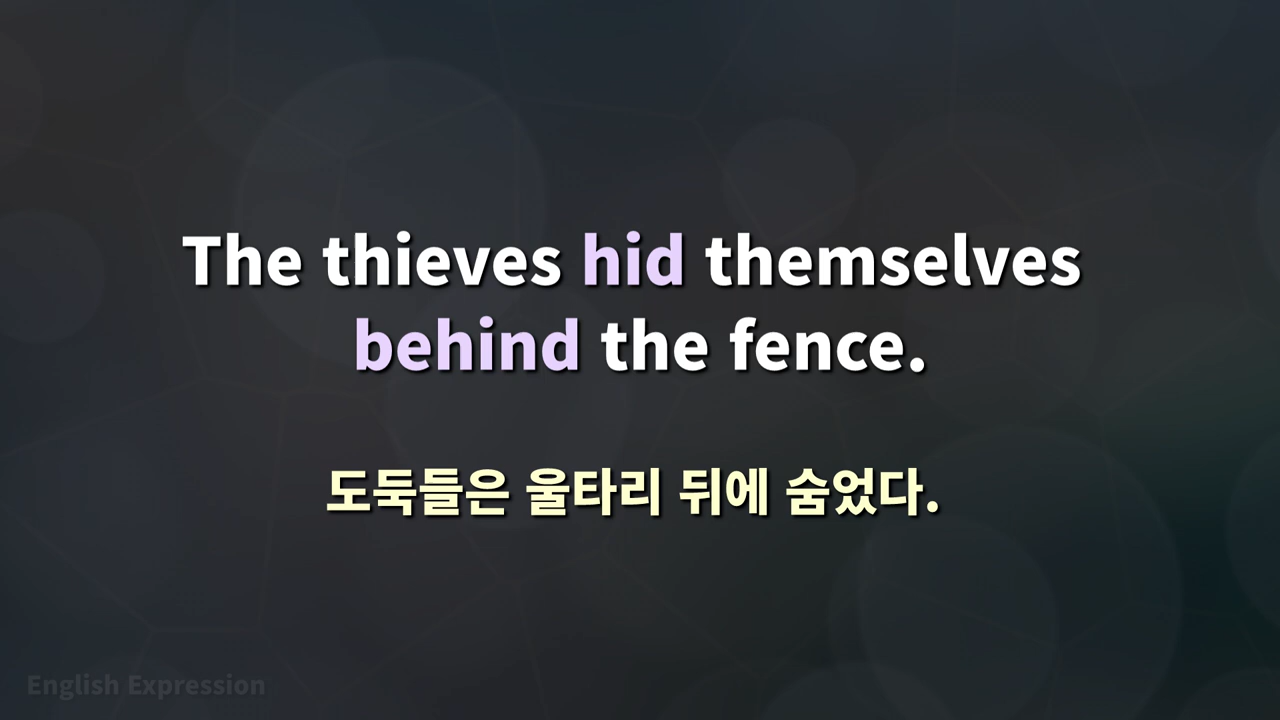 The thieves hid themselves
behind the fence.
도둑들은 울타리 뒤에 숨었다.
English Expression